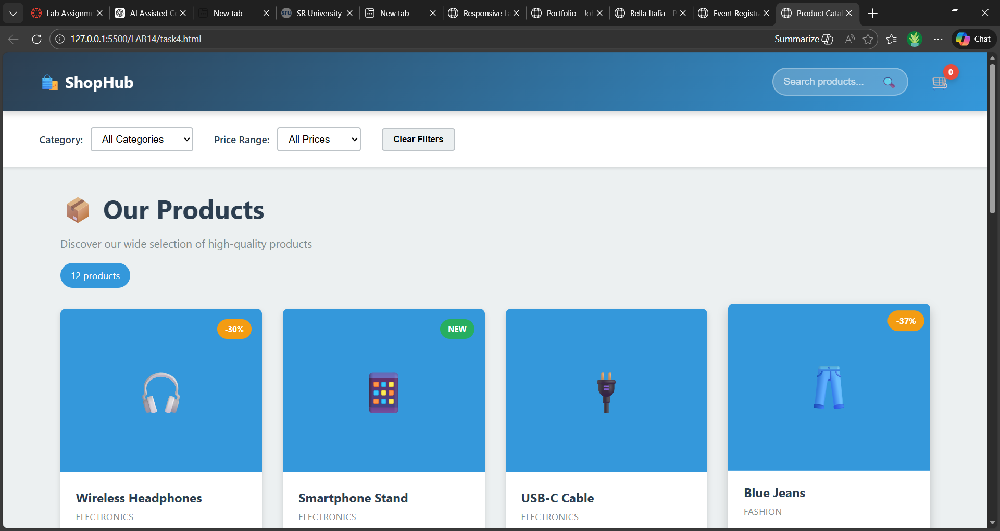 Lab Assignme
AI Assisted Co
New tab
sru SR University
New tab
Responsive La
Portfolio - Joh
Bella Italia - P
Event Registra
Product Catal
127.0.0.1:5500/LAB14/task4.html
Summarize
Chat
ShopHub
Search products...
0
Category:
All Categories
Price Range:
All Prices
Clear Filters
Our Products
Discover our wide selection of high-quality products
12 products
-30%
NEW
-37%
Wireless Headphones
ELECTRONICS
Smartphone Stand
ELECTRONICS
USB-C Cable
ELECTRONICS
Blue Jeans
FASHION